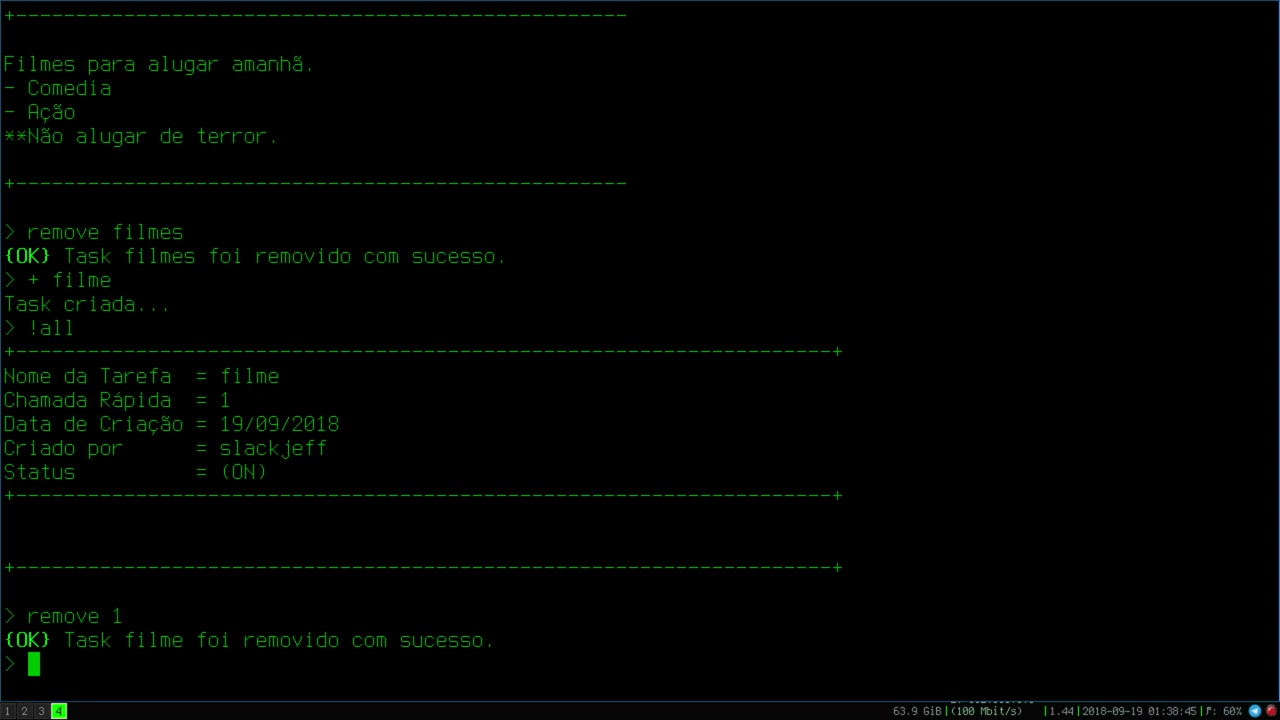 +---------------------------------------------------
Filmes para alugar amanhã.
- Comedia
- Ação
**Não alugar de terror.
+---------------------------------------------------
> remove filmes
{OK} Task filmes foi removido com sucesso.
> + filme
Task criada...
> !all
+--------------------------------------------------------------------+
Nome da Tarefa  = filme
Chamada Rápida  = 1
Data de Criação = 19/09/2018
Criado por      = slackjeff
Status          = (ON)
+--------------------------------------------------------------------+
+--------------------------------------------------------------------+
> remove 1
{OK} Task filme foi removido com sucesso.
>
1 2 3 4 63.9 GiB|(100 Mbit/s) |1.44|2018-09-19 01:38:45| 60%